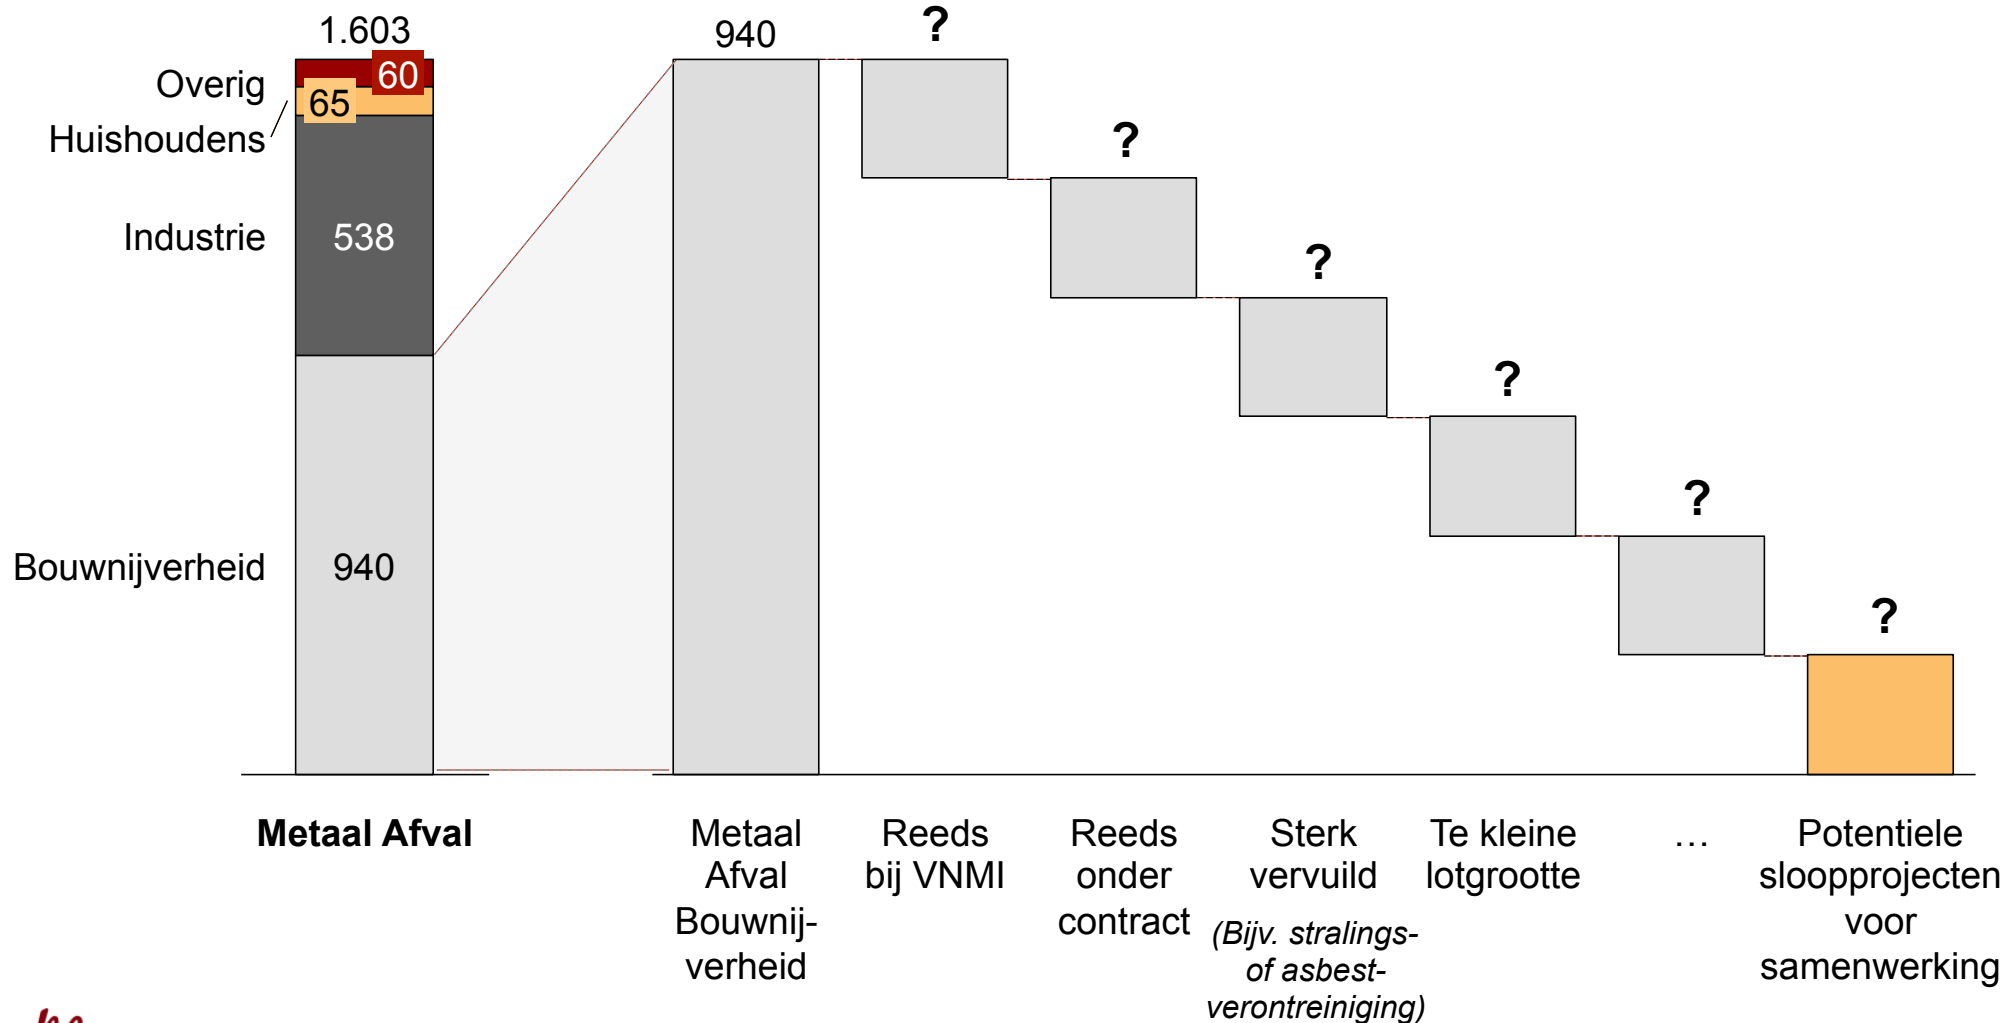 1.603
940
?
Overig
60
65
Huishoudens
?
Industrie
538
?
?
?
Bouwnijverheid
940
?
Metaal Afval
Metaal
Afval
Bouwnij-
verheid
Reeds
bij VNMI
Reeds
onder
contract
Sterk
vervuild
(Bijv. stralings-
of asbest-
verontreiniging)
Te kleine
lotgrootte
…
Potentiele
sloopprojecten
voor
samenwerking